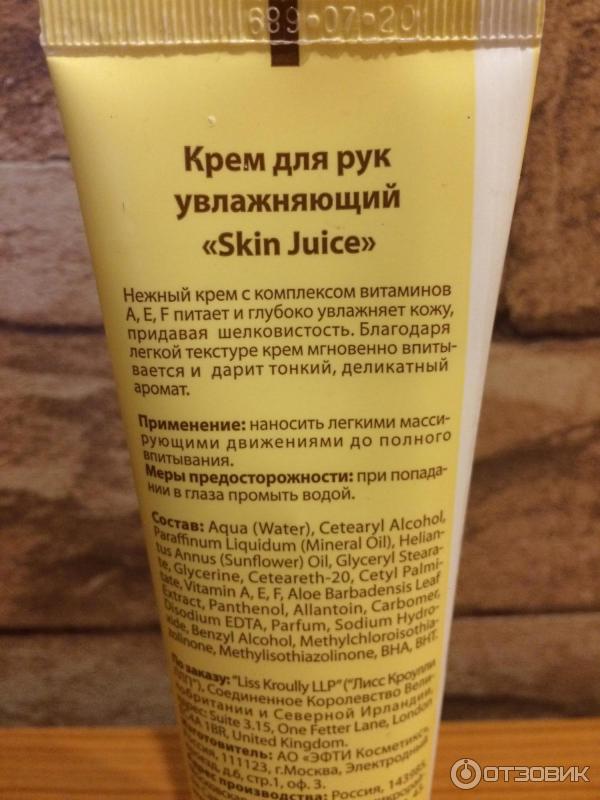 689-07-20
Крем для рук
увлажняющий
«Skin Juice»
Нежный крем с комплексом витаминов
А, Е, F питает и глубоко увлажняет кожу,
придавая шелковистость. Благодаря
легкой текстуре крем мгновенно впиты-
вается и дарит тонкий, деликатный
аромат.
Применение: наносить легкими масси-
рующими движениями до полного
впитывания.
Меры предосторожности: при попада-
нии в глаза промыть водой.
Состав: Aqua (Water), Cetearyl Alcohol,
Paraffinum Liquidum (Mineral Oil), Helian-
tus Annus (Sunflower) Oil, Glyceryl Steara-
te, Glycerine, Ceteareth-20, Cetyl Palmi-
tate, Vitamin A, E, F, Aloe Barbadensis Leaf
Extract, Panthenol, Allantoin, Carbomer,
Disodium EDTA, Parfum, Sodium Hydro-
xide, Benzyl Alcohol, Methylchloroisothia-
zolinone, Methylisothiazolinone, BHA, BHT.
По заказу: "Liss Kroully LLP" ("Лисс Кроулли
ЛЛП"), Соединенное Королевство Вели-
кобритании и Северной Ирландии,
Suite 3.15, One Fetter Lane, London
1BR, United Kingdom.
АО «ЭФТИ Косметикс»,
111123, г.Москва, Электродный
д.6, стр.1, оф. 3.
производства: Россия, 143985,
ОТЗОВИК